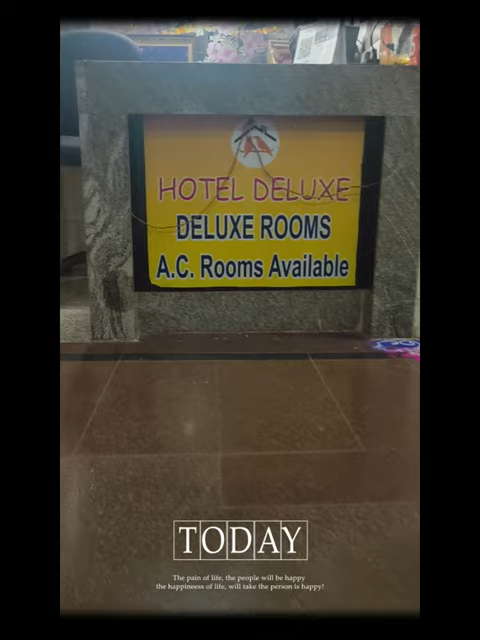 HOTEL DELUXE
DELUXE ROOMS
A.C. Rooms Available
TODAY
The pain of life, the people will be happy
the happineess of life, will take the person is happy!